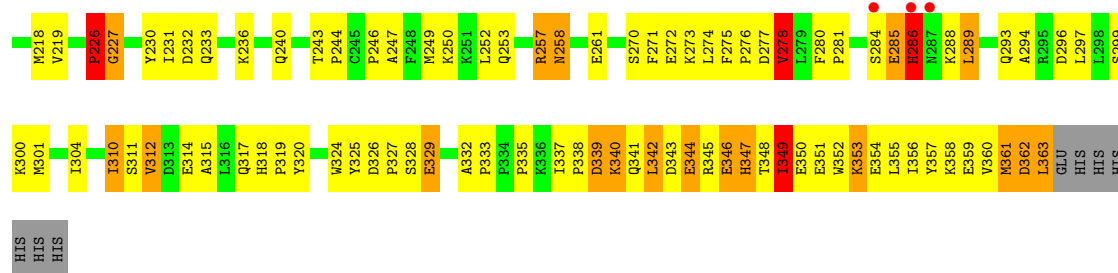 M218 V219 P226 G227 Y230 I231 D232 Q233 K236 Q240 T243 P244 C245 P246 A247 F248 M249 K250 K251 L252 Q253 R257 N258 E261 S270 F271 E272 K273 L274 F275 P276 D277 V278 L279 F280 P281 S284 E285 H286 N287 K288 L289 Q293 A294 R295 D296 L297 L298 S299
K300 M301 I304 I310 S311 V312 D313 E314 A315 L316 Q317 H318 P319 Y320 W324 Y325 D326 P327 S328 E329 A332 P333 P334 P335 K336 I337 P338 D339 K340 Q341 L342 D343 E344 R345 E346 H347 T348 I349 E350 E351 W352 K353 E354 L355 I356 Y357 K358 E359 V360 M361 D362 L363 GLU HIS HIS HIS
HIS HIS HIS